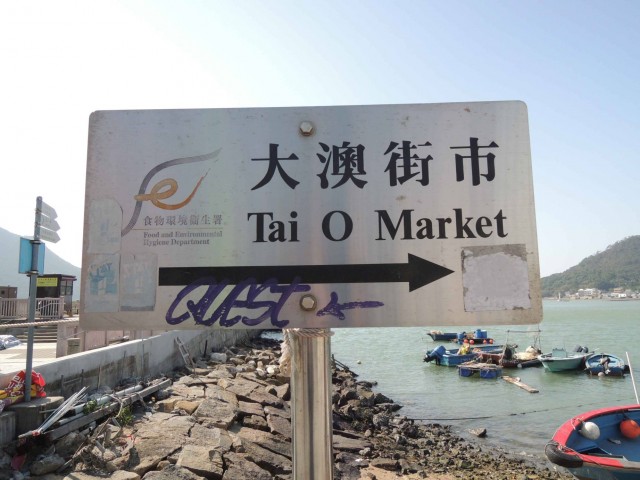 大澳街市
食物環境衞生署
Food and Environmental
Hygiene Department
Tai O Market
QUEST